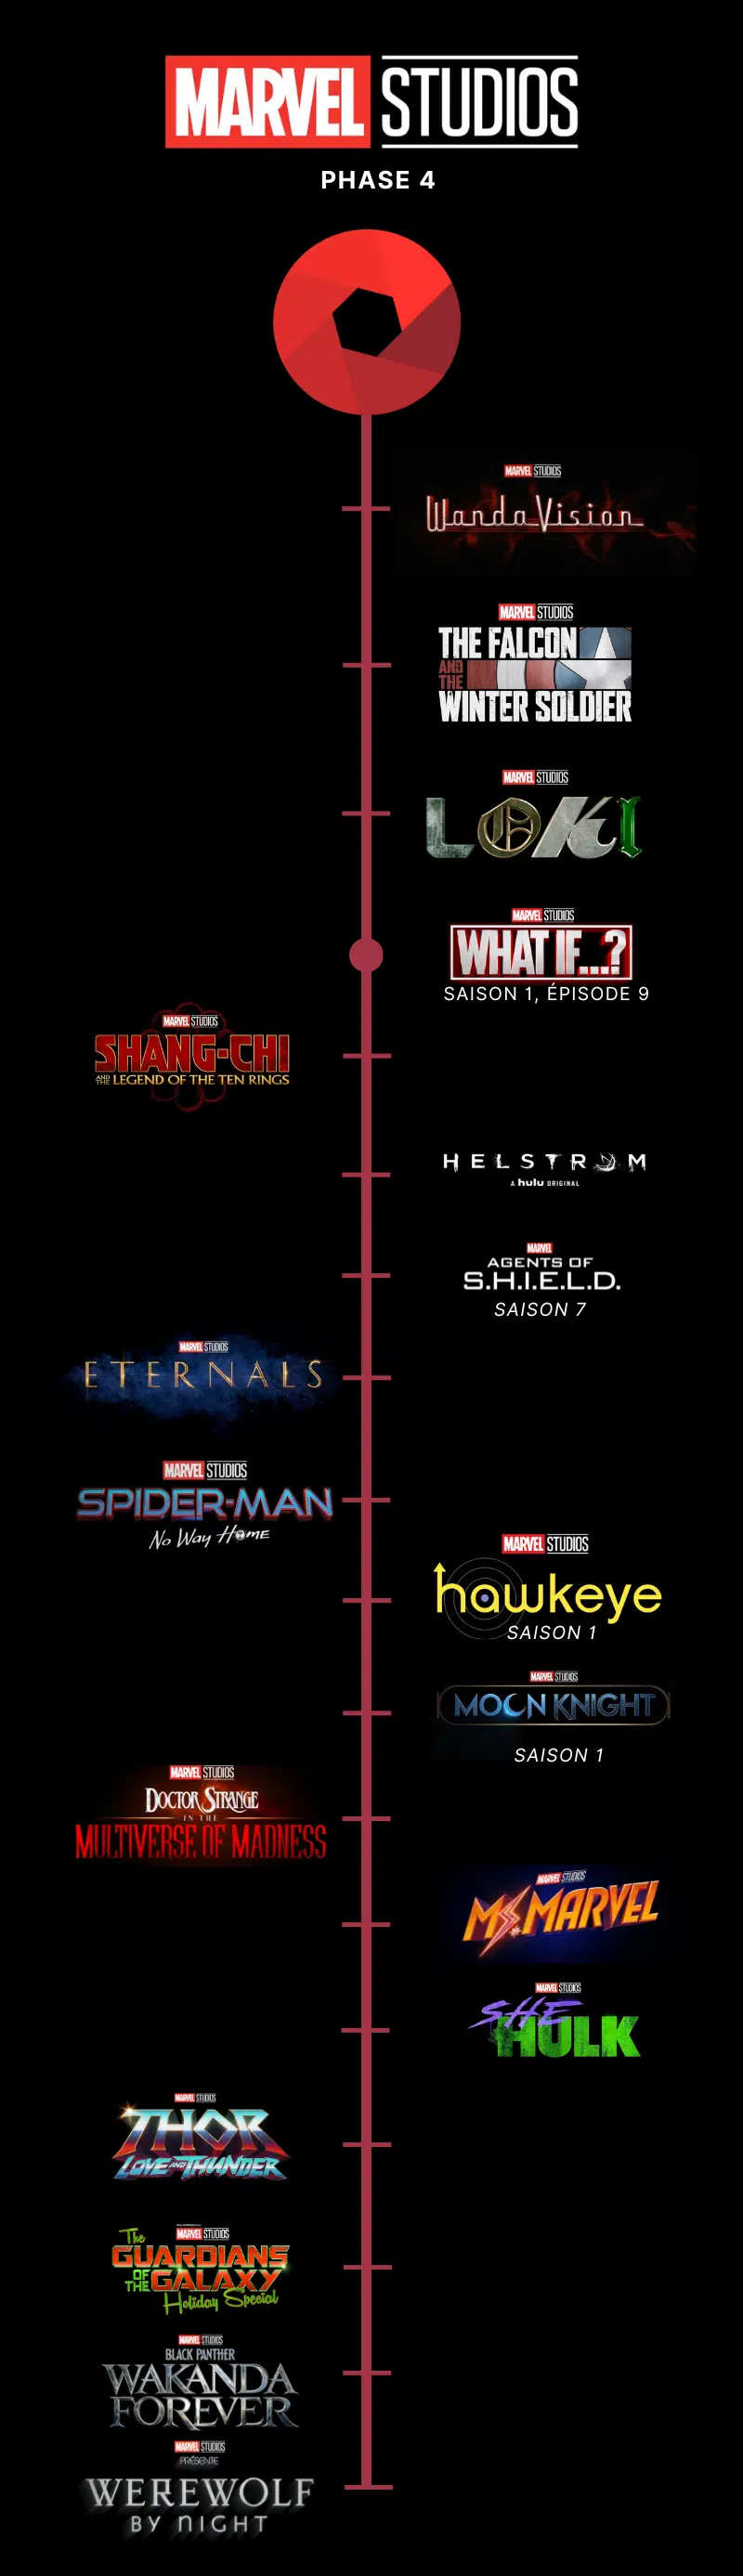 MARVEL STUDIOS
PHASE 4
MARVEL STUDIOS
WandaVision
MARVEL STUDIOS
THE FALCON
AND
THE
WINTER SOLDIER
MARVEL STUDIOS
LOKI
MARVEL STUDIOS
WHAT IF...?
SAISON 1, ÉPISODE 9
MARVEL STUDIOS
SHANG-CHI
AND THE LEGEND OF THE TEN RINGS
HELSTROM
A hulu ORIGINAL
MARVEL
AGENTS OF
S.H.I.E.L.D.
SAISON 7
MARVEL STUDIOS
ETERNALS
MARVEL STUDIOS
SPIDER-MAN
No Way Home
MARVEL STUDIOS
hawkeye
SAISON 1
MARVEL STUDIOS
MOON KNIGHT
SAISON 1
MARVEL STUDIOS
DOCTOR STRANGE
IN THE
MULTIVERSE OF MADNESS
MARVEL STUDIOS
MS. MARVEL
MARVEL STUDIOS
SHE
HULK
MARVEL STUDIOS
THOR
LOVE AND THUNDER
MARVEL STUDIOS
The
GUARDIANS
OF THE GALAXY
Holiday Special
MARVEL STUDIOS
BLACK PANTHER
WAKANDA
FOREVER
MARVEL STUDIOS
PRÉSENTE
WEREWOLF
BY NIGHT